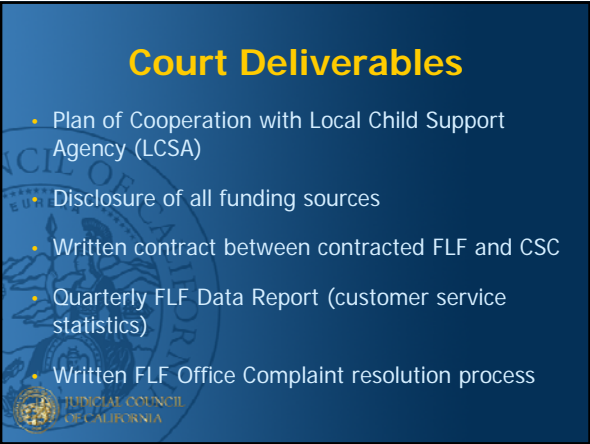 Court Deliverables
• Plan of Cooperation with Local Child Support
Agency (LCSA)
• Disclosure of all funding sources
• Written contract between contracted FLF and CSC
• Quarterly FLF Data Report (customer service
statistics)
• Written FLF Office Complaint resolution process
JUDICIAL COUNCIL
OF CALIFORNIA